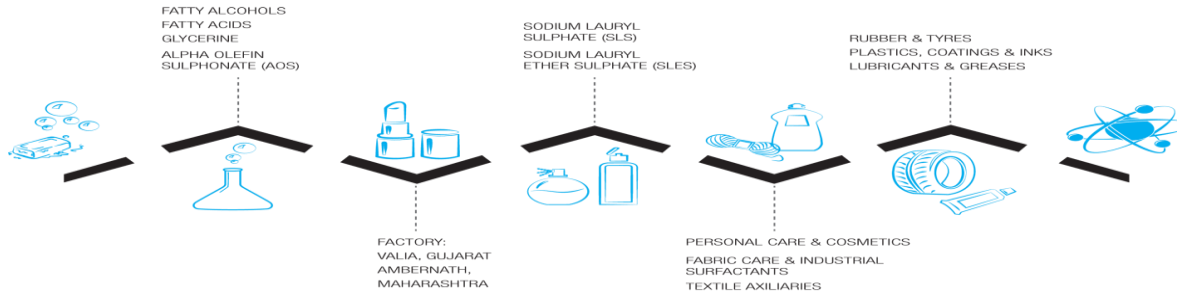 FATTY ALCOHOLS
FATTY ACIDS
GLYCERINE
ALPHA OLEFIN
SULPHONATE (AOS)
FACTORY:
VALIA, GUJARAT
AMBERNATH,
MAHARASHTRA
SODIUM LAURYL
SULPHATE (SLS)
SODIUM LAURYL
ETHER SULPHATE (SLES)
PERSONAL CARE & COSMETICS
FABRIC CARE & INDUSTRIAL
SURFACTANTS
TEXTILE AXILIARIES
RUBBER & TYRES
PLASTICS, COATINGS & INKS
LUBRICANTS & GREASES